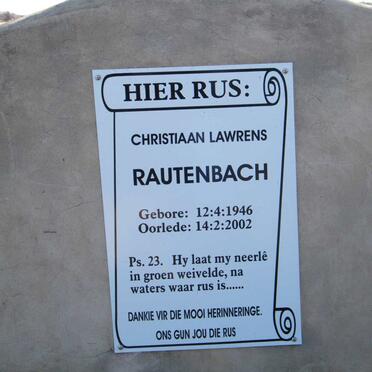 HIER RUS:
CHRISTIAAN LAWRENS
RAUTENBACH
Gebore: 12:4:1946
Oorlede: 14:2:2002
Ps. 23. Hy laat my neerlê
in groen weivelde, na
waters waar rus is......
DANKIE VIR DIE MOOI HERINNERINGE.
ONS GUN JOU DIE RUS